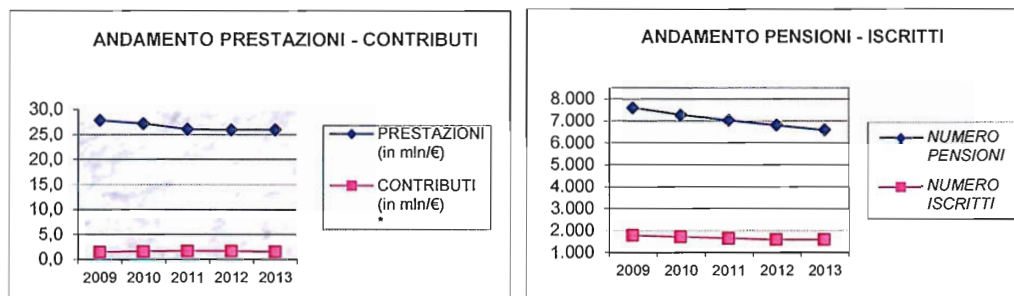 ANDAMENTO PRESTAZIONI - CONTRIBUTI
30,0
25,0
20,0
15,0
10,0
5,0
0,0
2009 2010 2011 2012 2013
PRESTAZIONI
(in mln/€)
CONTRIBUTI
(in mln/€)
*
ANDAMENTO PENSIONI - ISCRITTI
8.000
7.000
6.000
5.000
4.000
3.000
2.000
1.000
2009 2010 2011 2012 2013
NUMERO
PENSIONI
NUMERO
ISCRITTI